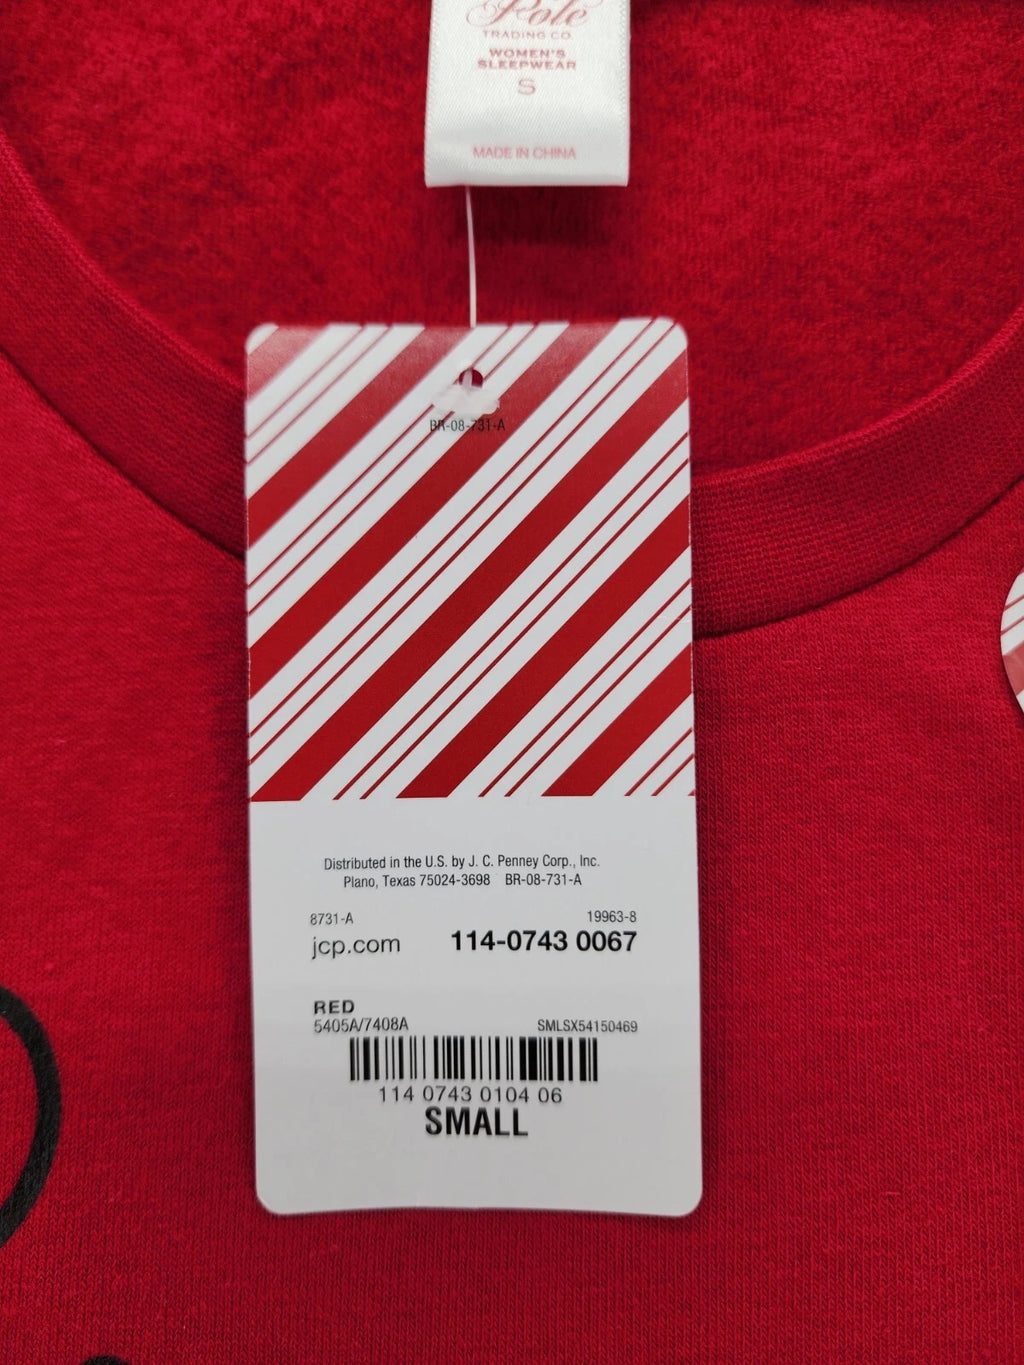 Pole
TRADING CO.
WOMEN'S
SLEEPWEAR
S
MADE IN CHINA
BR-08-731-A
Distributed in the U.S. by J. C. Penney Corp., Inc.
Plano, Texas 75024-3698 BR-08-731-A
8731-A 19963-8
jcp.com 114-0743 0067
RED
5405A/7408A SMLSX54150469
114 0743 0104 06
SMALL